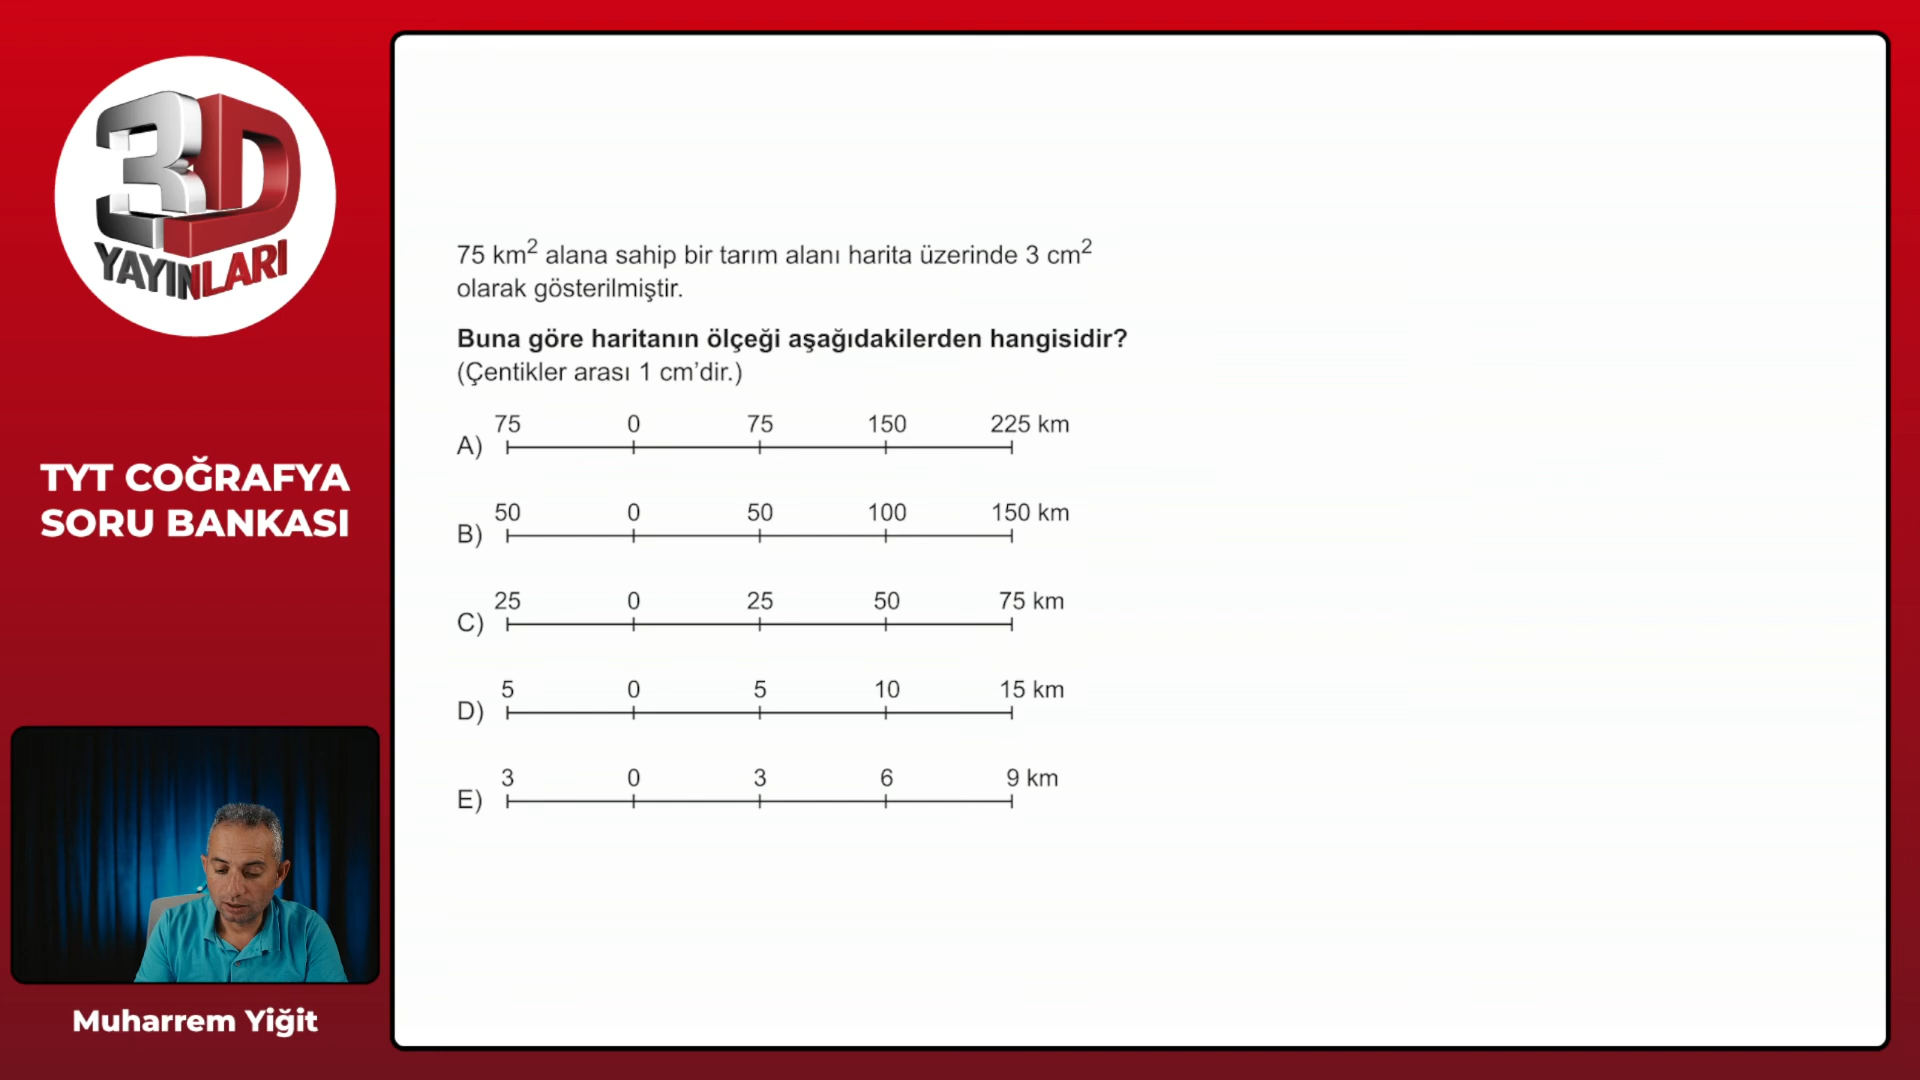 3D
YAYINLARI
TYT COĞRAFYA
SORU BANKASI
Muharrem Yiğit
75 km² alana sahip bir tarım alanı harita üzerinde 3 cm²
olarak gösterilmiştir.
Buna göre haritanın ölçeği aşağıdakilerden hangisidir?
(Çentikler arası 1 cm’dir.)
A) 75 0 75 150 225 km
B) 50 0 50 100 150 km
C) 25 0 25 50 75 km
D) 5 0 5 10 15 km
E) 3 0 3 6 9 km